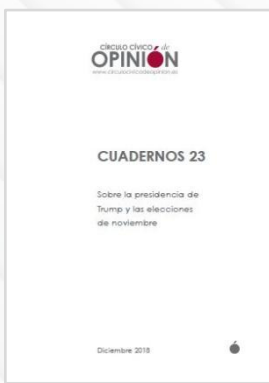 CÍRCULO CÍVICO de
OPINIÓN
www.circulocivicodeopinion.es
CUADERNOS 23
Sobre la presidencia de
Trump y las elecciones
de noviembre
Diciembre 2018